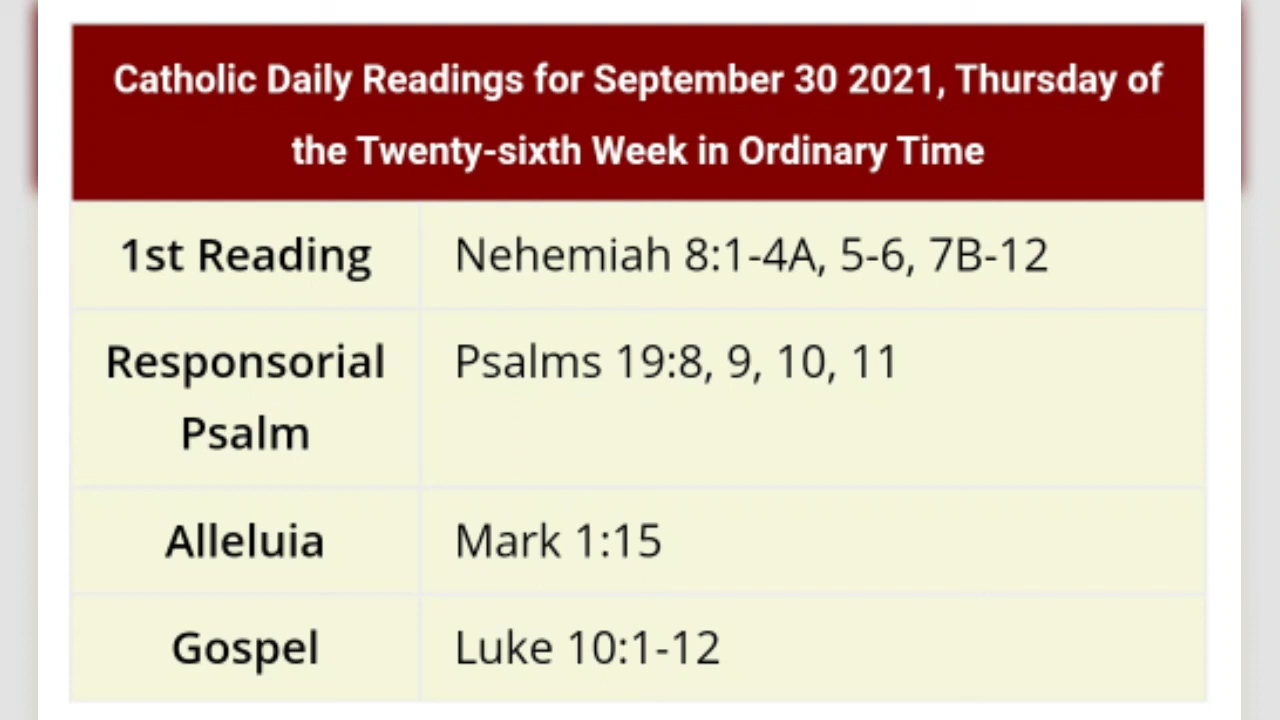 Catholic Daily Readings for September 30 2021, Thursday of
the Twenty-sixth Week in Ordinary Time
1st Reading Nehemiah 8:1-4A, 5-6, 7B-12
Responsorial Psalms 19:8, 9, 10, 11
Psalm
Alleluia Mark 1:15
Gospel Luke 10:1-12